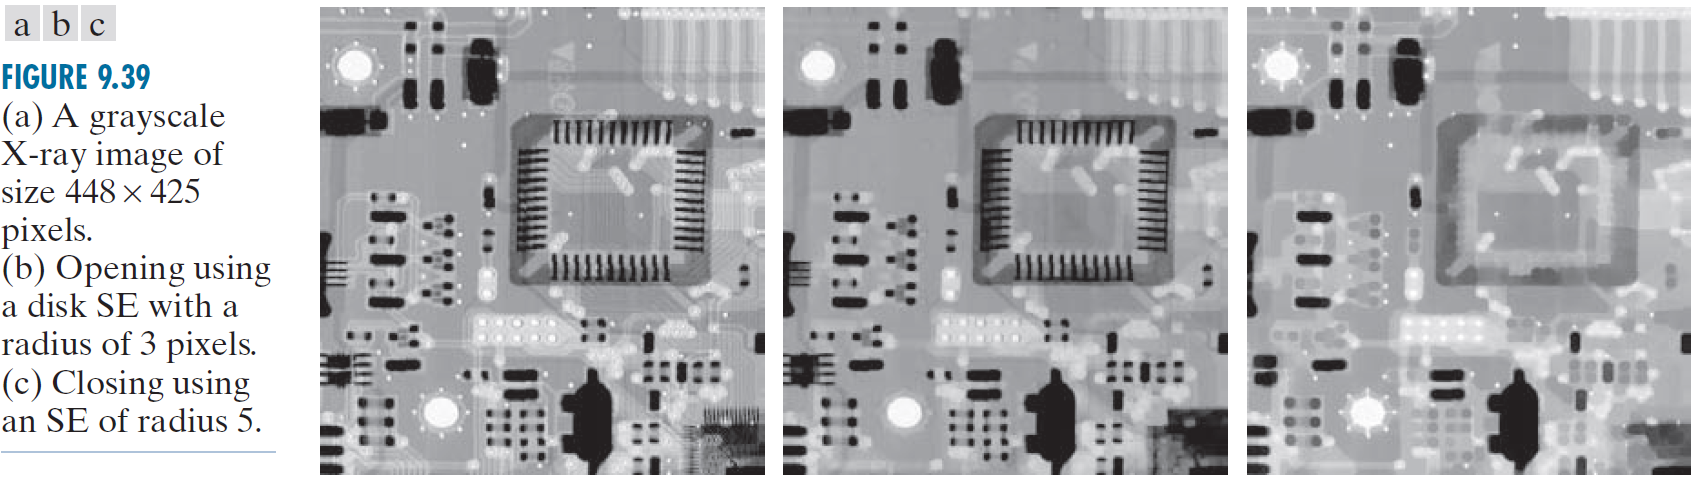 a b c
FIGURE 9.39
(a) A grayscale
X-ray image of
size 448 × 425
pixels.
(b) Opening using
a disk SE with a
radius of 3 pixels.
(c) Closing using
an SE of radius 5.